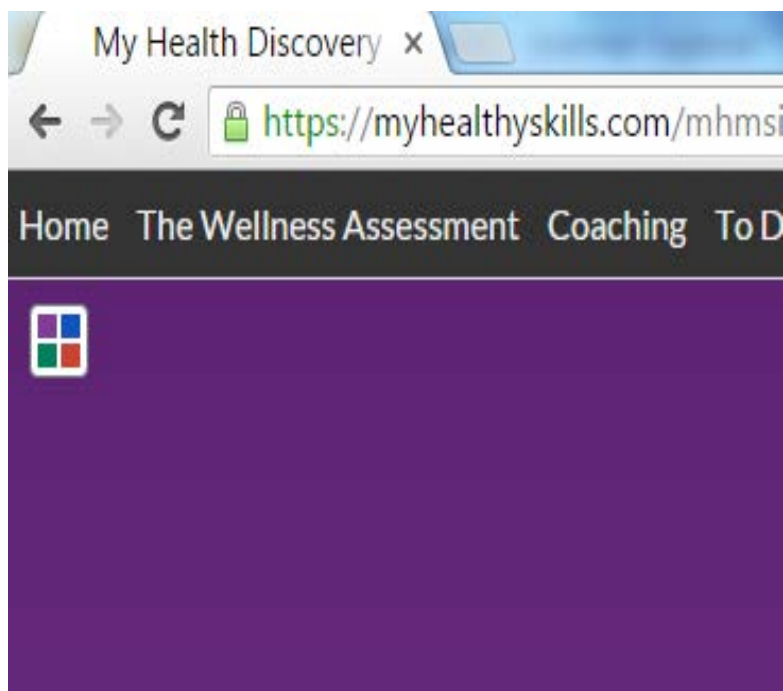 My Health Discovery
https://myhealthyskills.com/mhmsi
Home The Wellness Assessment Coaching To D